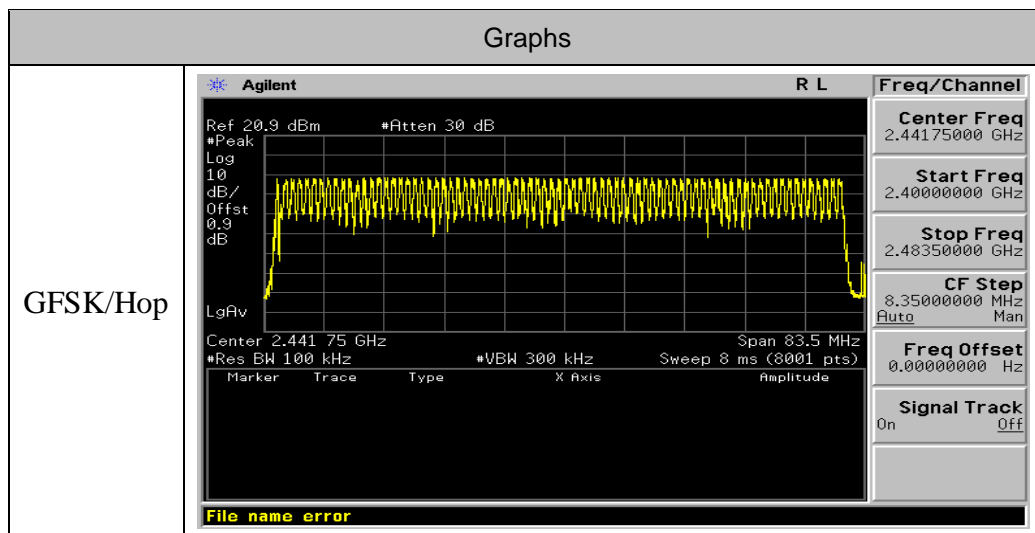 Graphs
GFSK/Hop
Agilent
R L
Ref 20.9 dBm #Atten 30 dB
#Peak
Log
10
dB/
Offst
0.9
dB
LgAv
Center 2.441 75 GHz Span 83.5 MHz
#Res BW 100 kHz #VBW 300 kHz Sweep 8 ms (8001 pts)
Marker Trace Type X Axis Amplitude
File name error
Freq/Channel
Center Freq
2.44175000 GHz
Start Freq
2.40000000 GHz
Stop Freq
2.48350000 GHz
CF Step
8.35000000 MHz
Auto Man
Freq Offset
0.00000000 Hz
Signal Track
On Off